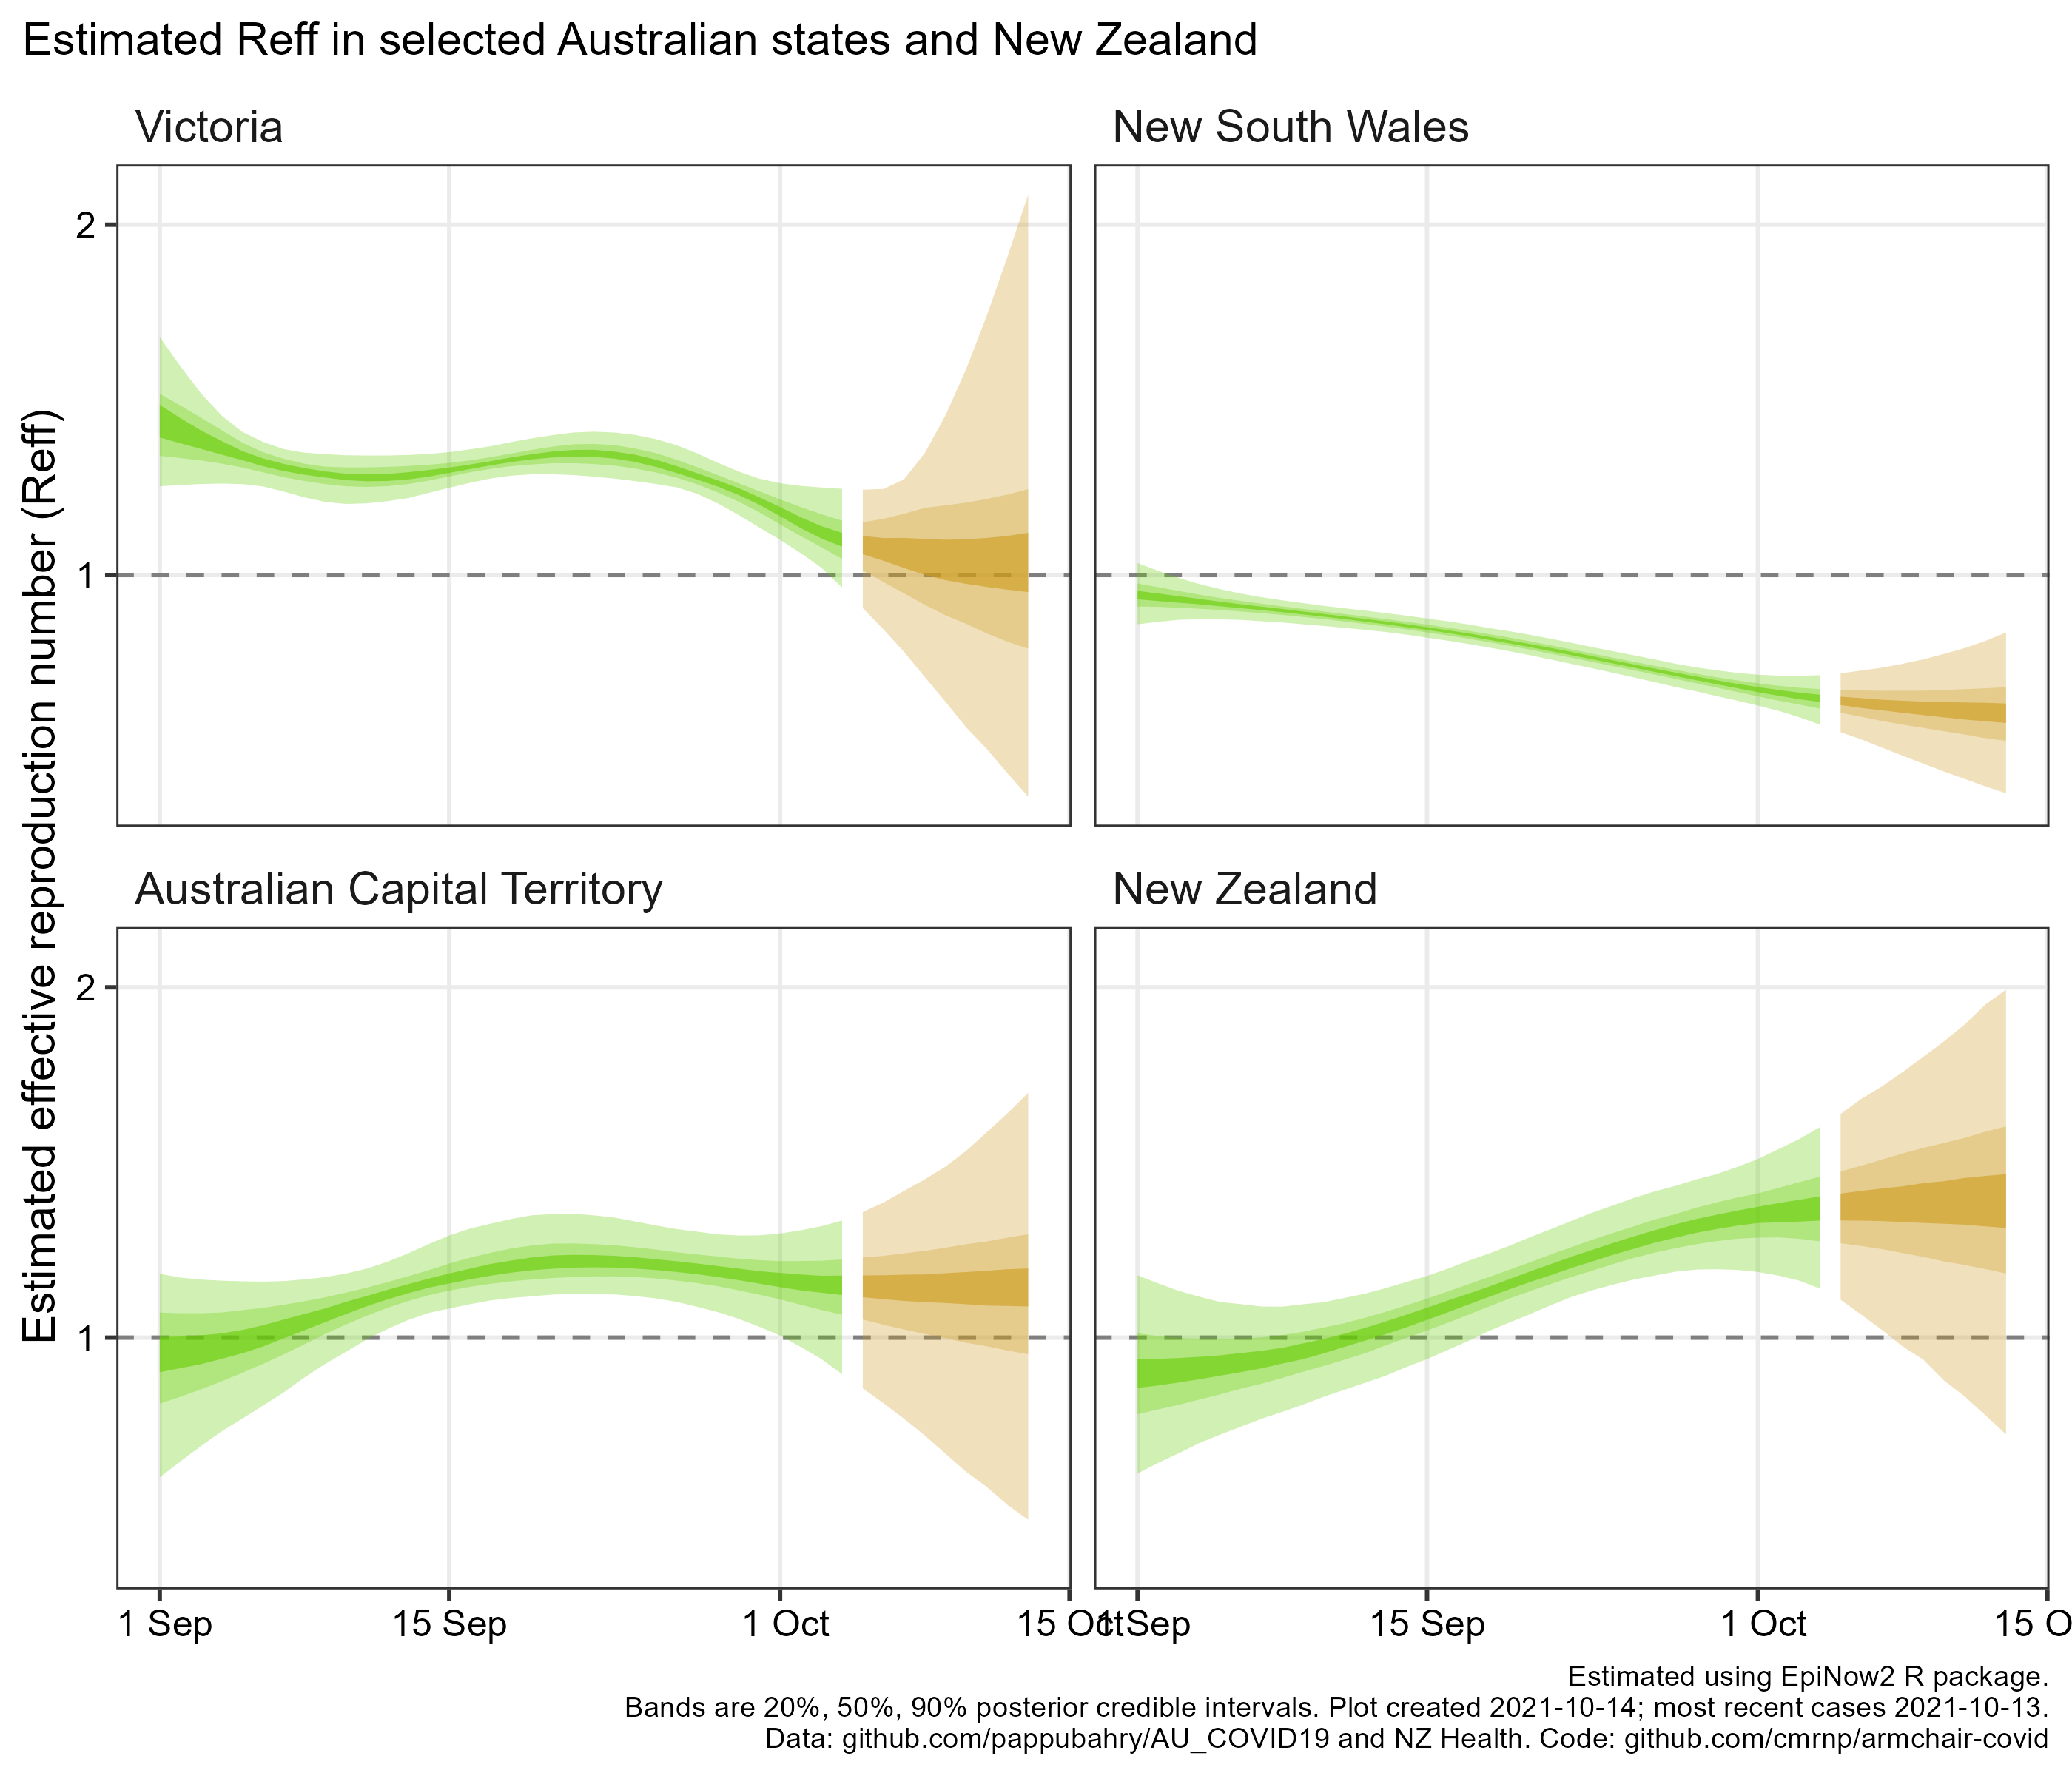 Estimated Reff in selected Australian states and New Zealand
Victoria
New South Wales
Estimated effective reproduction number (Reff)
2
1
Australian Capital Territory
New Zealand
2
1
1 Sep
15 Sep
1 Oct
15 Oct
1 Sep
15 Sep
1 Oct
15 O
Estimated using EpiNow2 R package.
Bands are 20%, 50%, 90% posterior credible intervals. Plot created 2021-10-14; most recent cases 2021-10-13.
Data: github.com/pappubahry/AU_COVID19 and NZ Health. Code: github.com/cmrnp/armchair-covid